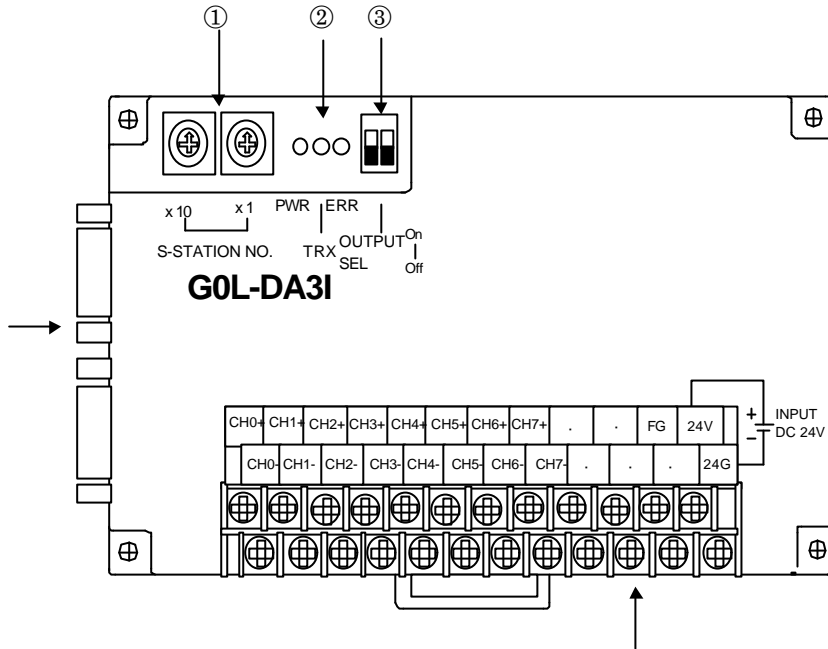 ① ② ③
x 10 x 1 PWR ERR
S-STATION NO. TRX OUTPUT On
SEL Off
G0L-DA3I
CH0+ CH1+ CH2+ CH3+ CH4+ CH5+ CH6+ CH7+ . . FG 24V
CH0- CH1- CH2- CH3- CH4- CH5- CH6- CH7- . . . 24G
+ INPUT
− DC 24V